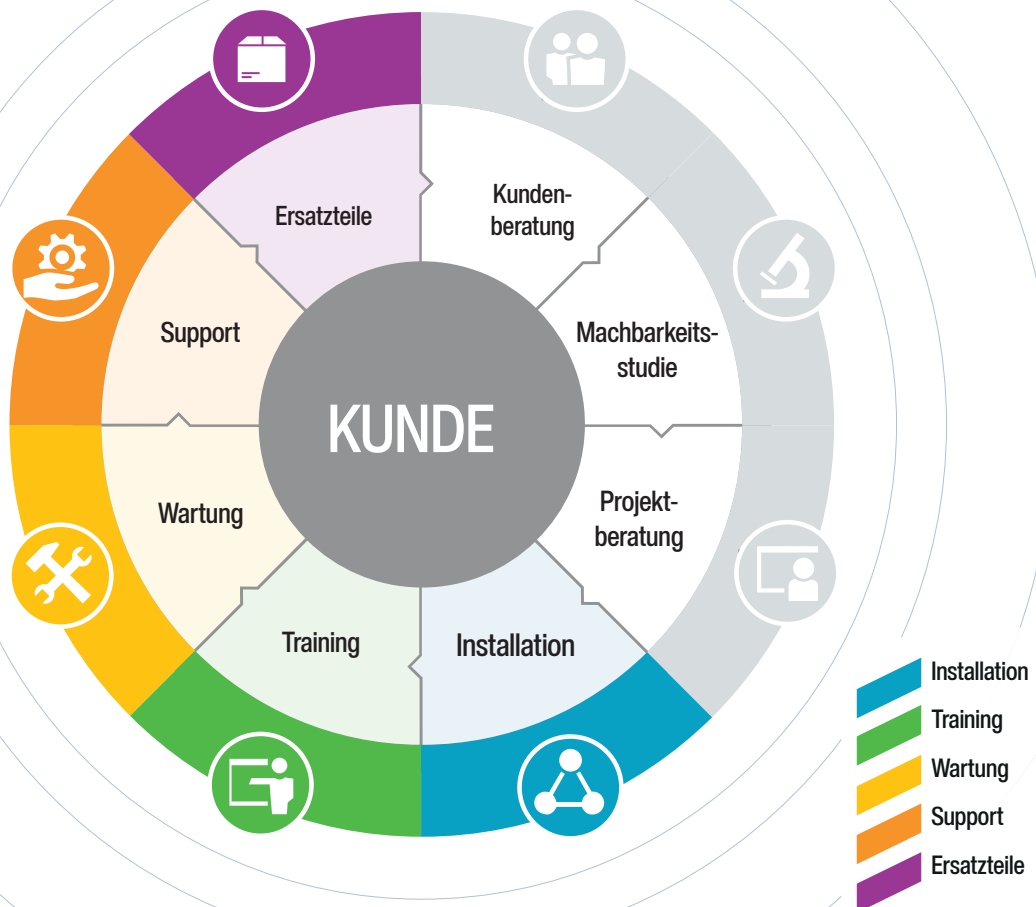 Kunden-
beratung
Machbarkeits-
studie
Projekt-
beratung
Installation
Training
Wartung
Support
Ersatzteile
KUNDE
Installation
Training
Wartung
Support
Ersatzteile